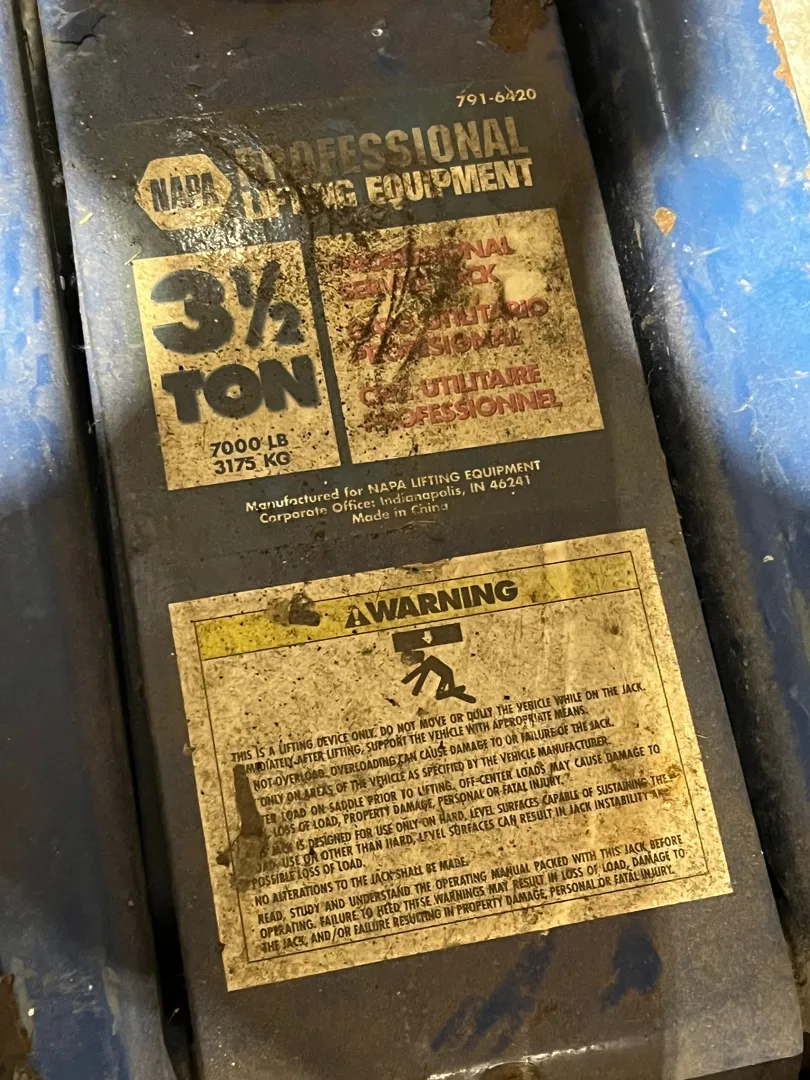 791-6420
NAPA
PROFESSIONAL
LIFTING EQUIPMENT
3½
TON
7000 LB
3175 KG
UTILITARIO
UTILITAIRE
Manufactured for NAPA LIFTING EQUIPMENT
Corporate Office: Indianapolis, IN 46241
Made in China
WARNING
THIS IS A LIFTING DEVICE ONLY. DO NOT MOVE OR DOLLY THE VEHICLE WHILE ON THE JACK.
AFTER LIFTING, SUPPORT THE VEHICLE WITH APPROPRIATE MEANS.
NOT OVERLOAD. OVERLOADING CAN CAUSE DAMAGE TO OR FAILURE OF THE JACK.
ONLY ON AREAS OF THE VEHICLE AS SPECIFIED BY THE VEHICLE MANUFACTURER.
LOAD ON SADDLE PRIOR TO LIFTING. OFF-CENTER LOADS MAY CAUSE DAMAGE TO
LOSS OF LOAD, PROPERTY DAMAGE, PERSONAL OR FATAL INJURY.
IS DESIGNED FOR USE ONLY ON HARD, LEVEL SURFACES CAPABLE OF SUSTAINING THE
USE ON OTHER THAN HARD, LEVEL SURFACES CAN RESULT IN JACK INSTABILITY
POSSIBLE LOSS OF LOAD.
NO ALTERATIONS TO THE JACK SHALL BE MADE.
READ, STUDY AND UNDERSTAND THE OPERATING MANUAL PACKED WITH THIS JACK BEFORE
OPERATING. FAILURE TO HEED THESE WARNINGS MAY RESULT IN LOSS OF LOAD, DAMAGE TO
THE JACK, AND/OR FAILURE RESULTING IN PROPERTY DAMAGE, PERSONAL OR FATAL INJURY.